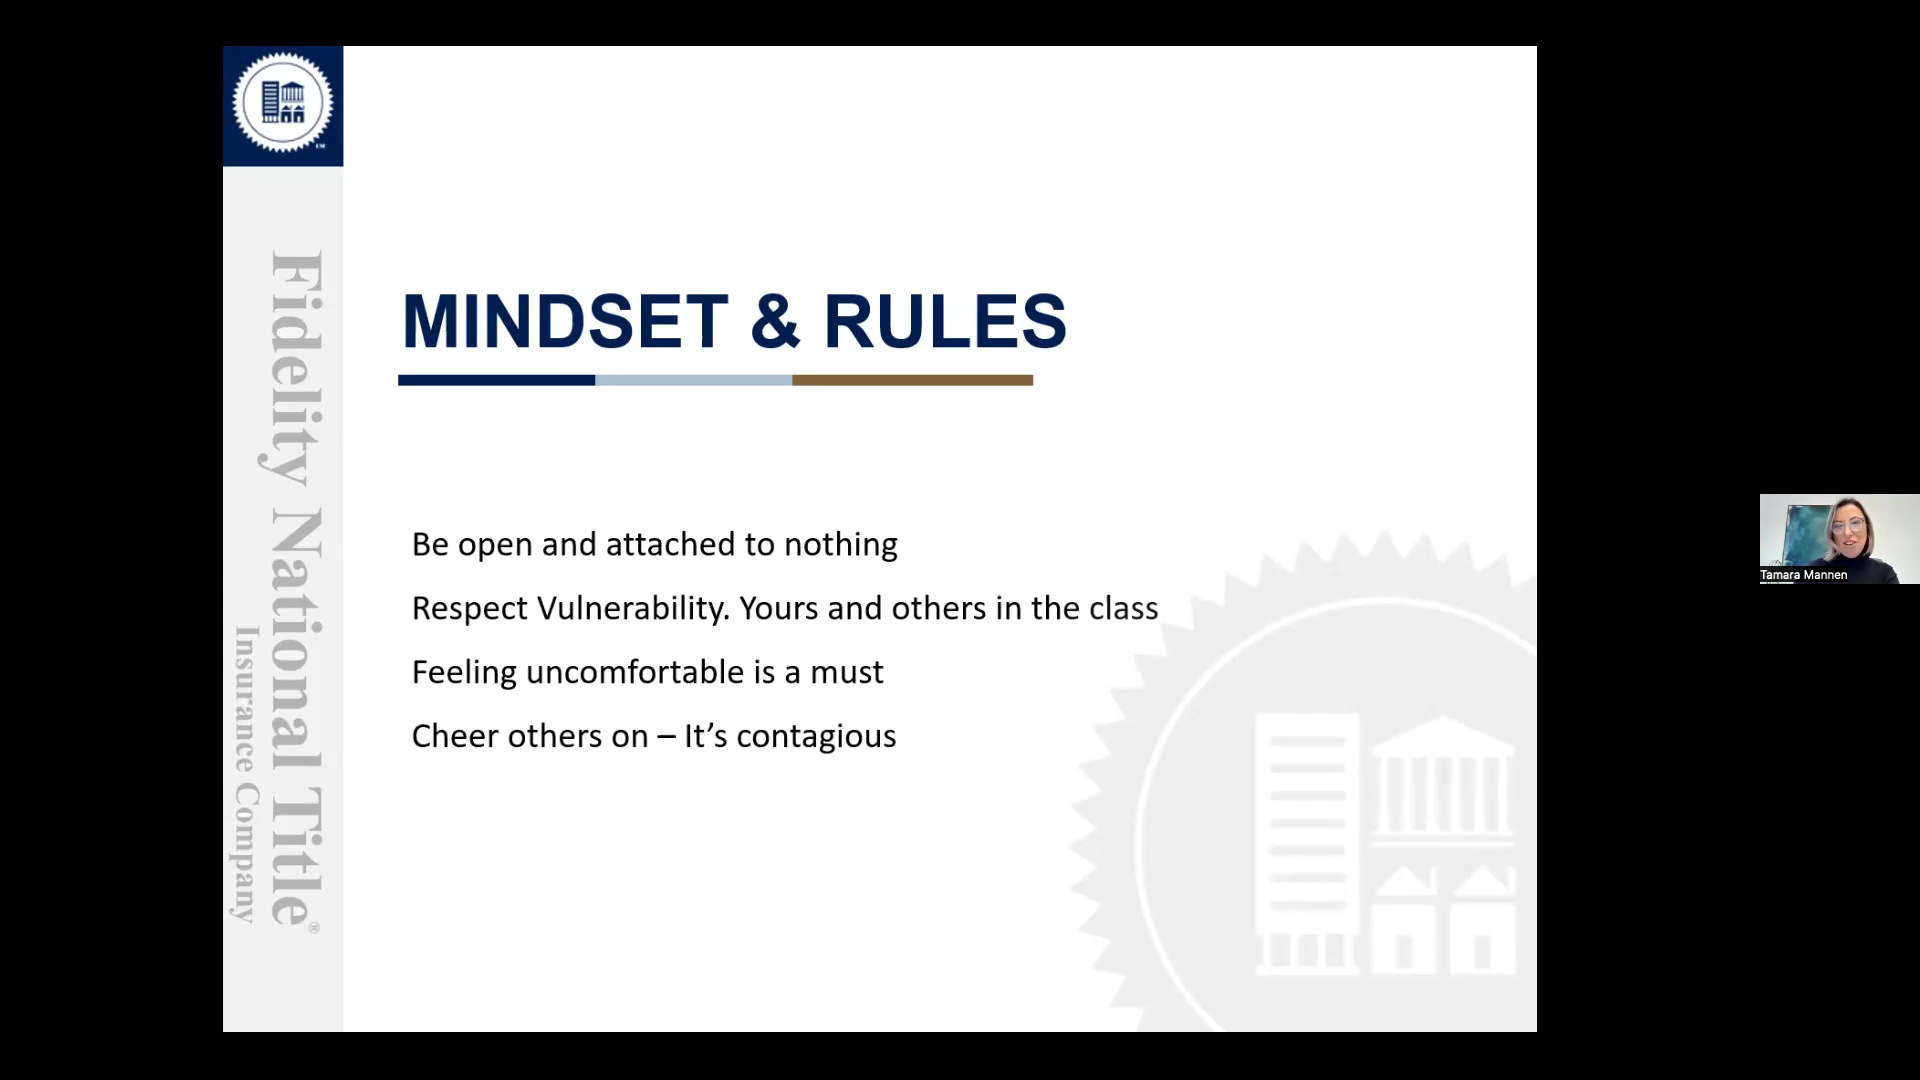 Fidelity National Title®
Insurance Company
MINDSET & RULES
Be open and attached to nothing
Respect Vulnerability. Yours and others in the class
Feeling uncomfortable is a must
Cheer others on – It’s contagious
Tamara Mannen